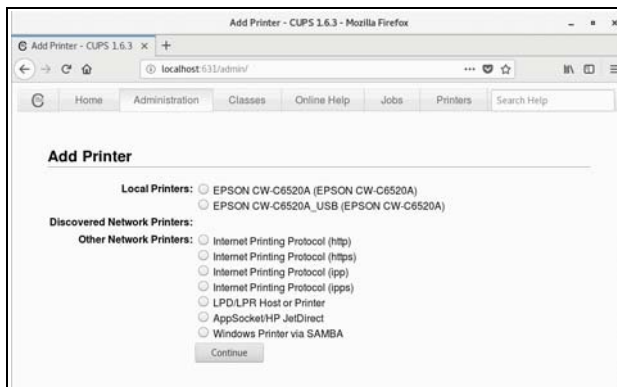 Add Printer - CUPS 1.6.3 - Mozilla Firefox
Add Printer - CUPS 1.6.3
localhost:631/admin/
Home Administration Classes Online Help Jobs Printers Search Help
Add Printer
Local Printers: EPSON CW-C6520A (EPSON CW-C6520A)
EPSON CW-C6520A_USB (EPSON CW-C6520A)
Discovered Network Printers:
Other Network Printers: Internet Printing Protocol (http)
Internet Printing Protocol (https)
Internet Printing Protocol (ipp)
Internet Printing Protocol (ipps)
LPD/LPR Host or Printer
AppSocket/HP JetDirect
Windows Printer via SAMBA
Continue